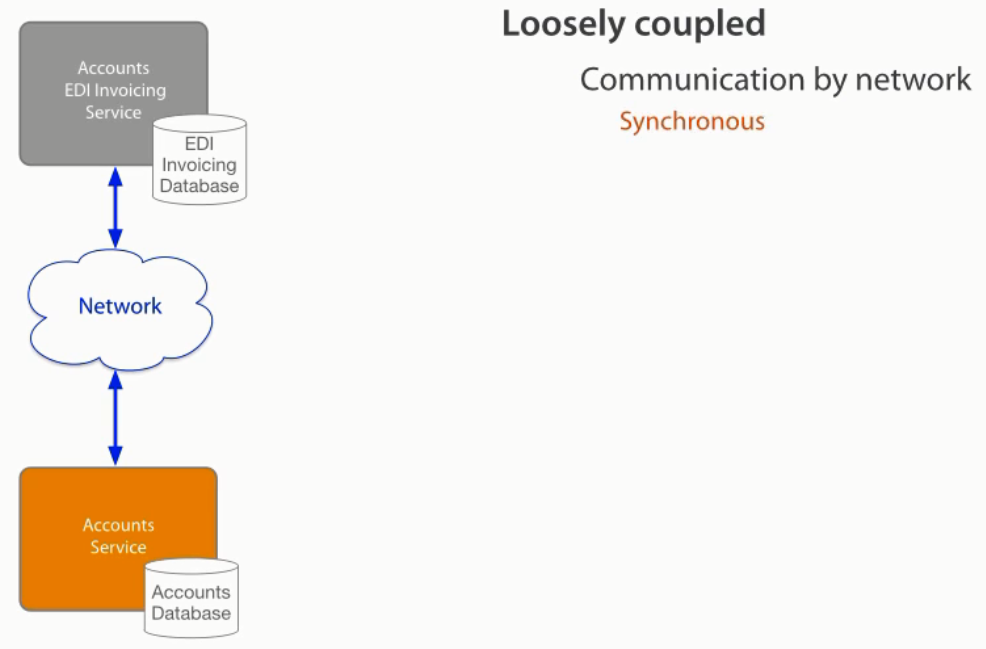 Loosely coupled
Communication by network
Synchronous
Accounts
EDI Invoicing
Service
EDI
Invoicing
Database
Network
Accounts
Service
Accounts
Database